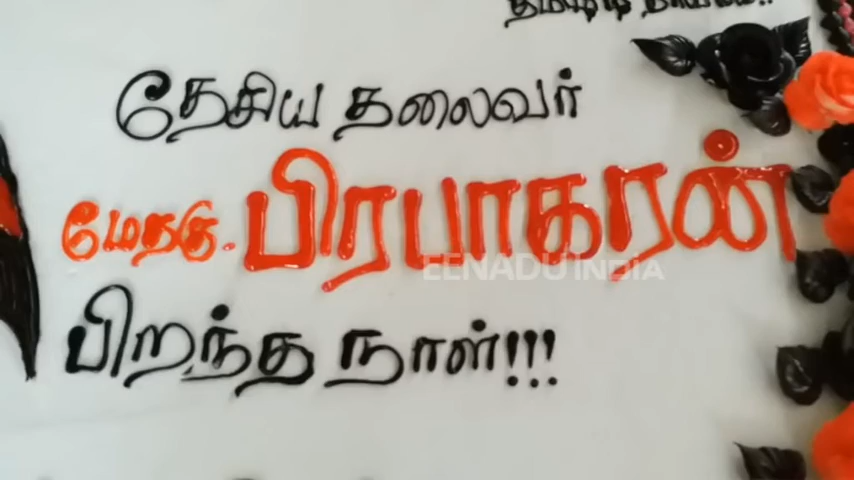 தேசிய தலைவர்
மேதகு. பிரபாகரன்
EENADU INDIA
பிறந்த நாள்!!!